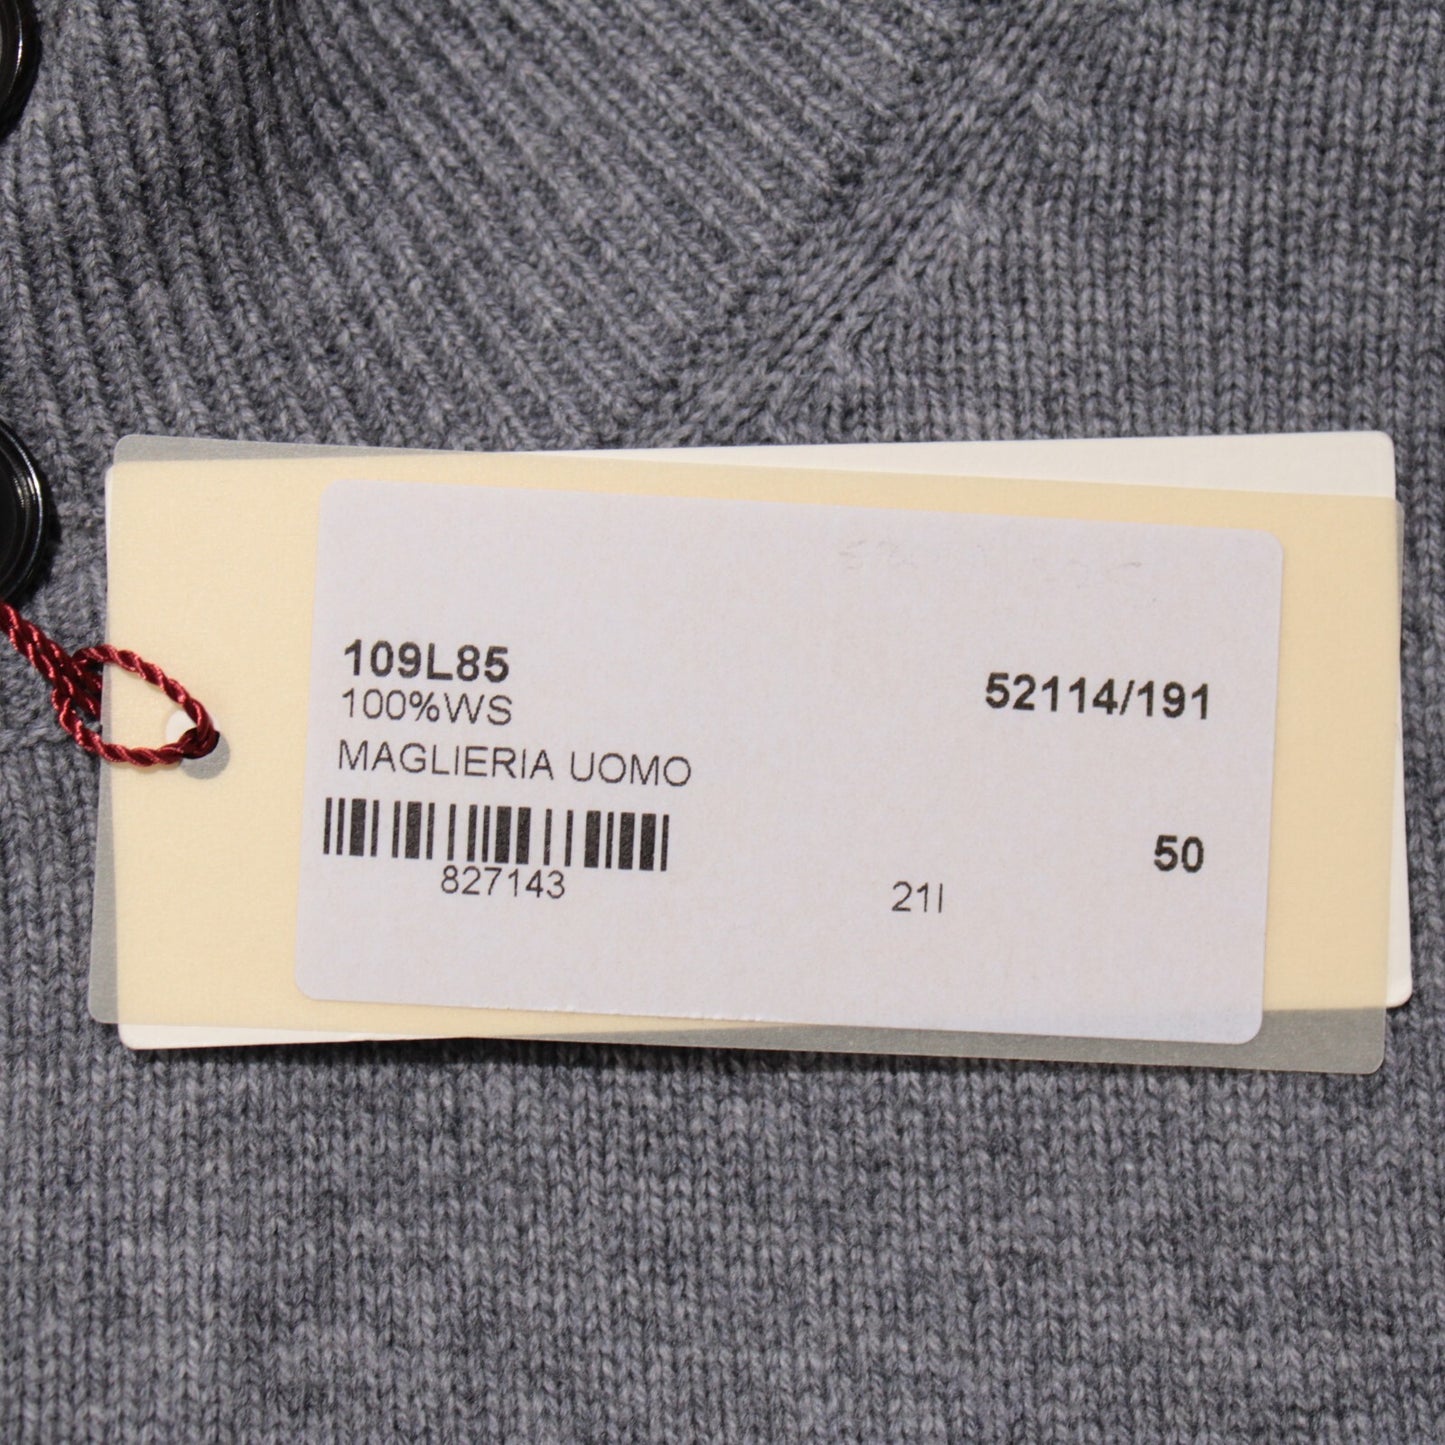 109L85
100%WS
52114/191
MAGLIERIA UOMO
827143
50
21I